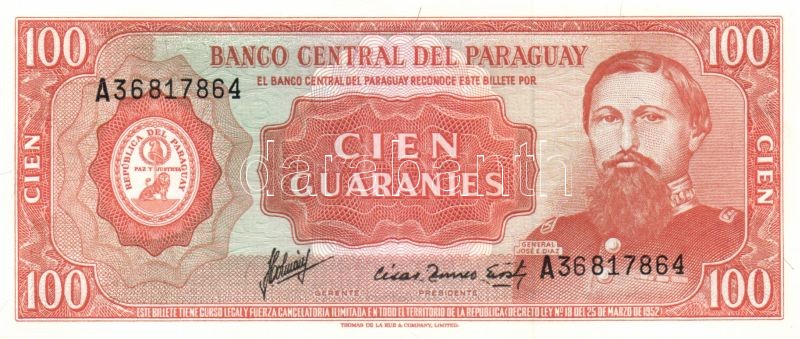 100
BANCO CENTRAL DEL PARAGUAY
100
EL BANCO CENTRAL DEL PARAGUAY RECONOCE ESTE BILLETE POR
A36817864
CIEN
REPÚBLICA DEL PARAGUAY
PAZ Y JUSTICIA
CIEN
GUARANIES
CIEN
darabanth
GENERAL
JOSE E. DIAZ
A36817864
GERENTE
PRESIDENTE
100
100
ESTE BILLETE TIENE CURSO LEGAL Y FUERZA CANCELATORIA ILIMITADA EN TODO EL TERRITORIO DE LA REPUBLICA (DECRETO LEY Nº 18 DEL 25 DE MARZO DE 1952)
THOMAS DE LA RUE & COMPANY, LIMITED.